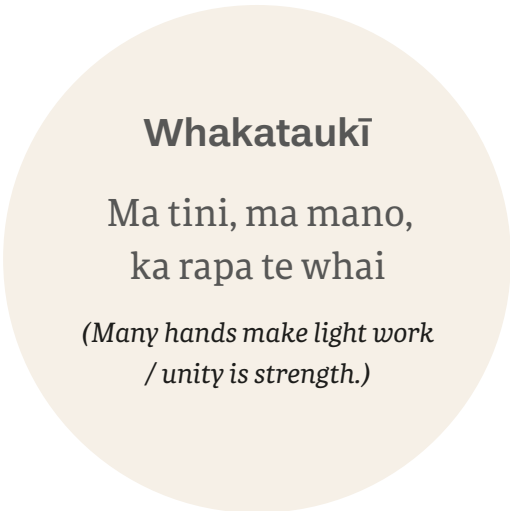 Whakataukī
Ma tini, ma mano,
ka rapa te whai
(Many hands make light work
/ unity is strength.)